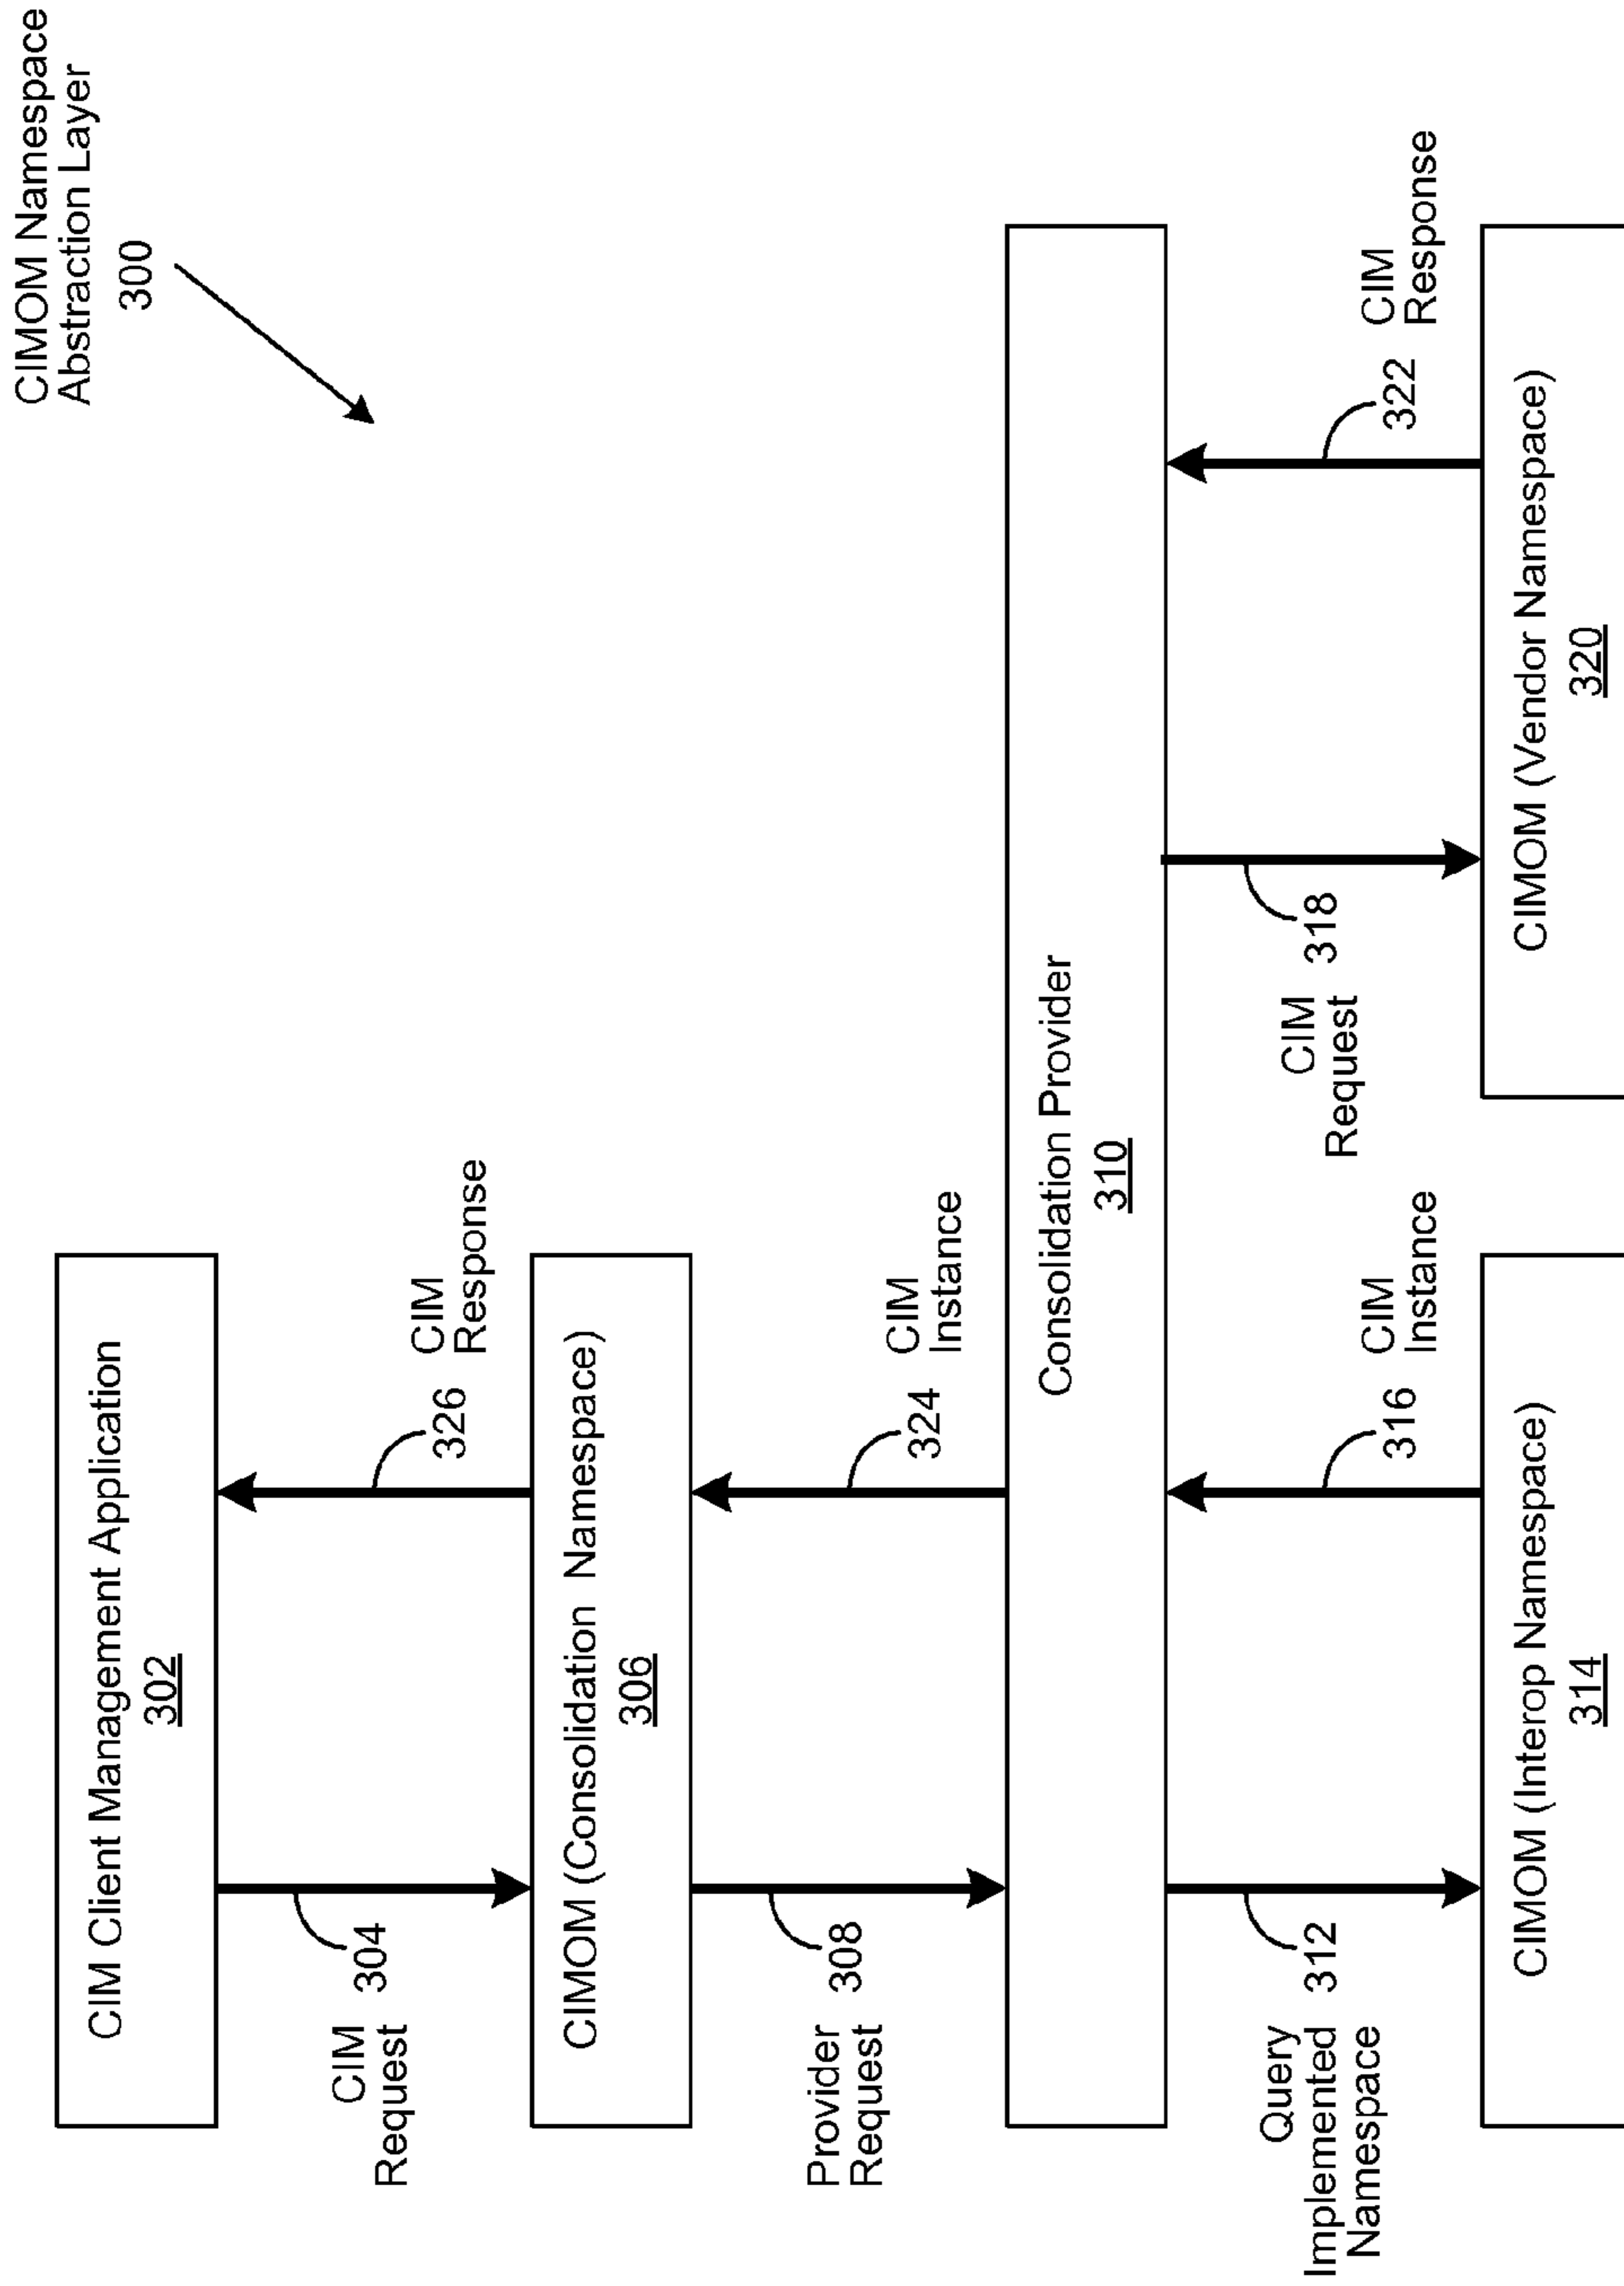 CIMOM Namespace
Abstraction Layer
300
CIM Client Management Application
302
CIM
Request
304
326
CIM
Response
CIMOM (Consolidation Namespace)
306
Provider
Request
308
324
CIM
Instance
Consolidation Provider
310
Query
Implemented
Namespace
312
316
CIM
Instance
CIM
Request
318
322
CIM
Response
CIMOM (Interop Namespace)
314
CIMOM (Vendor Namespace)
320